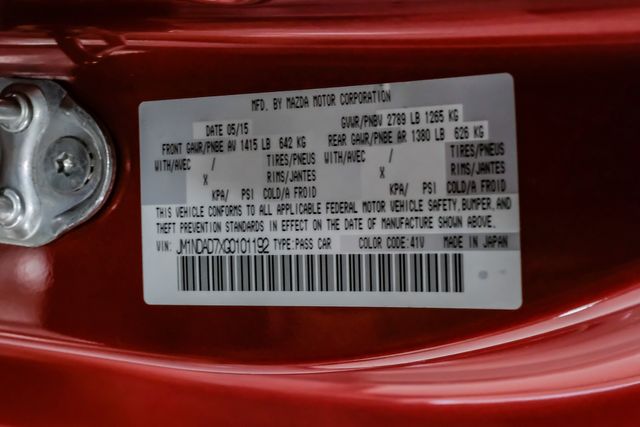 MFD. BY MAZDA MOTOR CORPORATION
DATE 05/15 GVWR/PNBV 2789 LB 1265 KG
FRONT GAWR/PNBE AV 1415 LB 642 KG REAR GAWR/PNBE AR 1380 LB 626 KG
WITH/AVEC / TIRES/PNEUS WITH/AVEC / TIRES/PNEUS
X RIMS/JANTES X RIMS/JANTES
KPA/ PSI COLD/A FROID KPA/ PSI COLD/A FROID
THIS VEHICLE CONFORMS TO ALL APPLICABLE FEDERAL MOTOR VEHICLE SAFETY, BUMPER, AND
THEFT PREVENTION STANDARDS IN EFFECT ON THE DATE OF MANUFACTURE SHOWN ABOVE.
VIN: JM1NDAD7XG0101192 TYPE: PASS CAR COLOR CODE: 41V MADE IN JAPAN